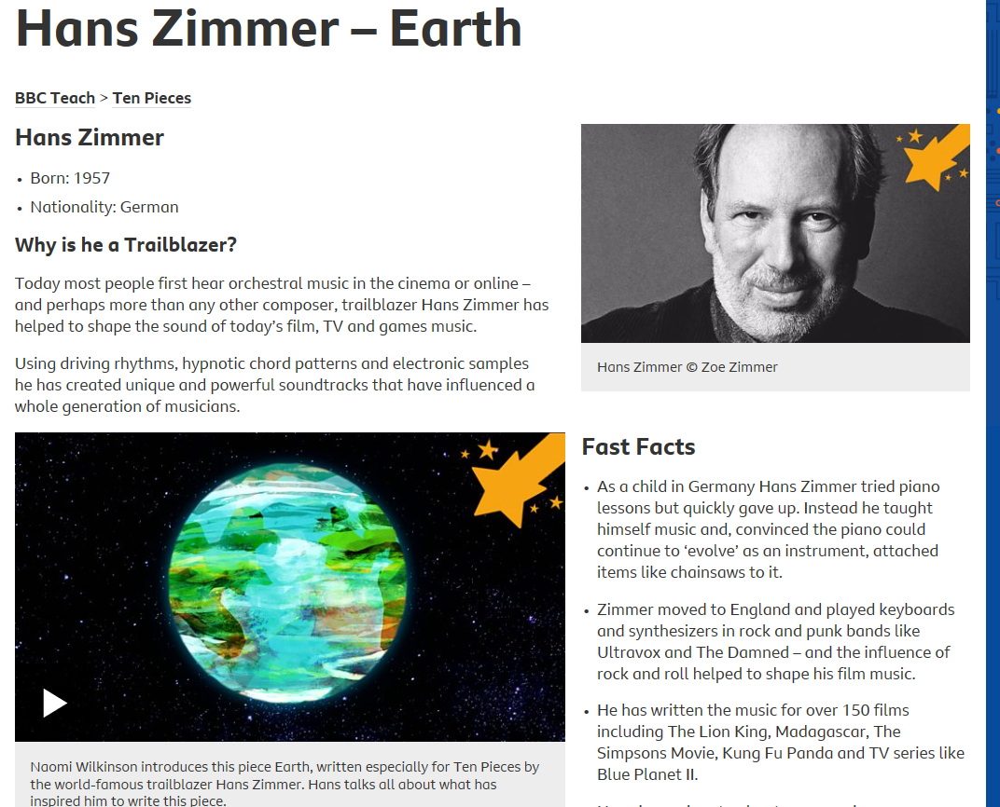 Hans Zimmer – Earth
BBC Teach > Ten Pieces
Hans Zimmer
• Born: 1957
• Nationality: German
Why is he a Trailblazer?
Today most people first hear orchestral music in the cinema or online –
and perhaps more than any other composer, trailblazer Hans Zimmer has
helped to shape the sound of today's film, TV and games music.
Using driving rhythms, hypnotic chord patterns and electronic samples
he has created unique and powerful soundtracks that have influenced a
whole generation of musicians.
Naomi Wilkinson introduces this piece Earth, written especially for Ten Pieces by
the world-famous trailblazer Hans Zimmer. Hans talks all about what has
inspired him to write this piece.
Hans Zimmer © Zoe Zimmer
Fast Facts
• As a child in Germany Hans Zimmer tried piano
lessons but quickly gave up. Instead he taught
himself music and, convinced the piano could
continue to ‘evolve’ as an instrument, attached
items like chainsaws to it.
• Zimmer moved to England and played keyboards
and synthesizers in rock and punk bands like
Ultravox and The Damned – and the influence of
rock and roll helped to shape his film music.
• He has written the music for over 150 films
including The Lion King, Madagascar, The
Simpsons Movie, Kung Fu Panda and TV series like
Blue Planet II.